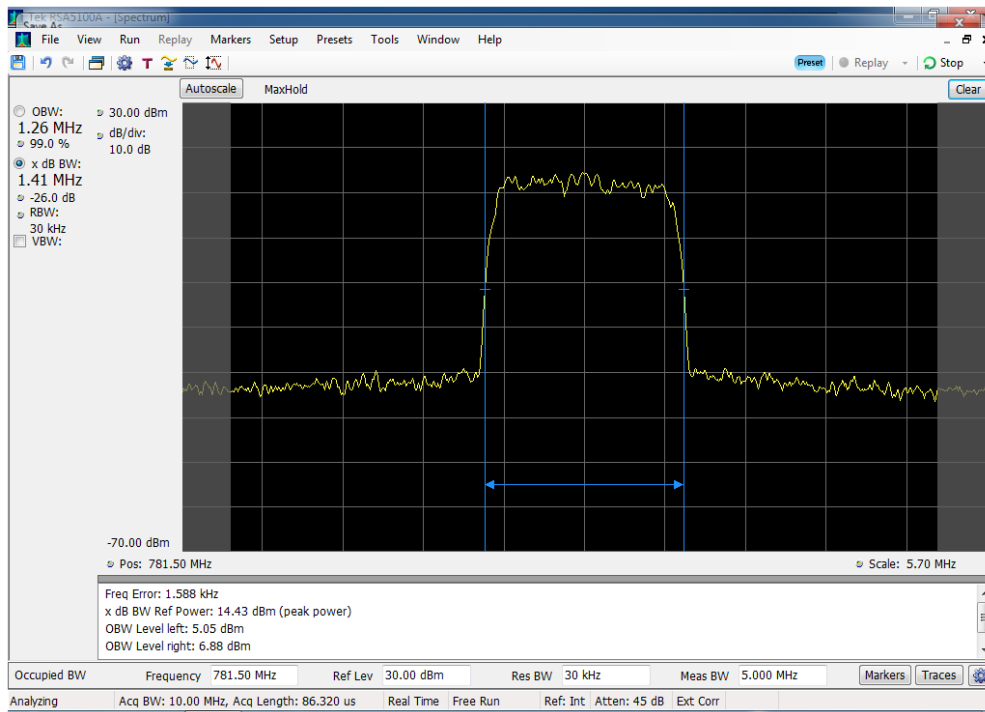 Tek RSA5100A - [Spectrum]
Save As
File View Run Replay Markers Setup Presets Tools Window Help
T Preset Replay Stop
Autoscale MaxHold Clear
OBW:
1.26 MHz
99.0 %
x dB BW:
1.41 MHz
-26.0 dB
RBW:
30 kHz
VBW:
30.00 dBm
dB/div:
10.0 dB
-70.00 dBm
Pos: 781.50 MHz Scale: 5.70 MHz
Freq Error: 1.588 kHz
x dB BW Ref Power: 14.43 dBm (peak power)
OBW Level left: 5.05 dBm
OBW Level right: 6.88 dBm
Occupied BW Frequency 781.50 MHz Ref Lev 30.00 dBm Res BW 30 kHz Meas BW 5.000 MHz Markers Traces
Analyzing Acq BW: 10.00 MHz, Acq Length: 86.320 us Real Time Free Run Ref: Int Atten: 45 dB Ext Corr